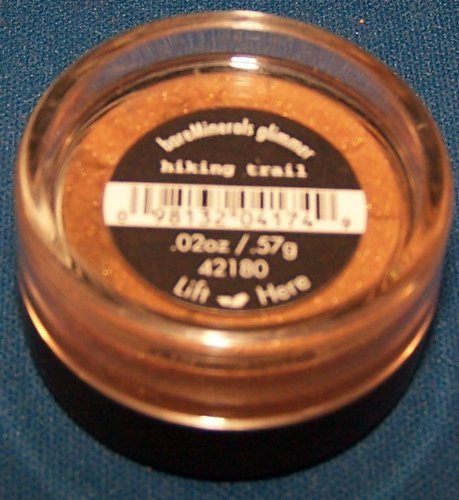 bareMinerals glimmer
hiking trail
0 98132 04174 9
.02oz / .57g
42180
Lift Here